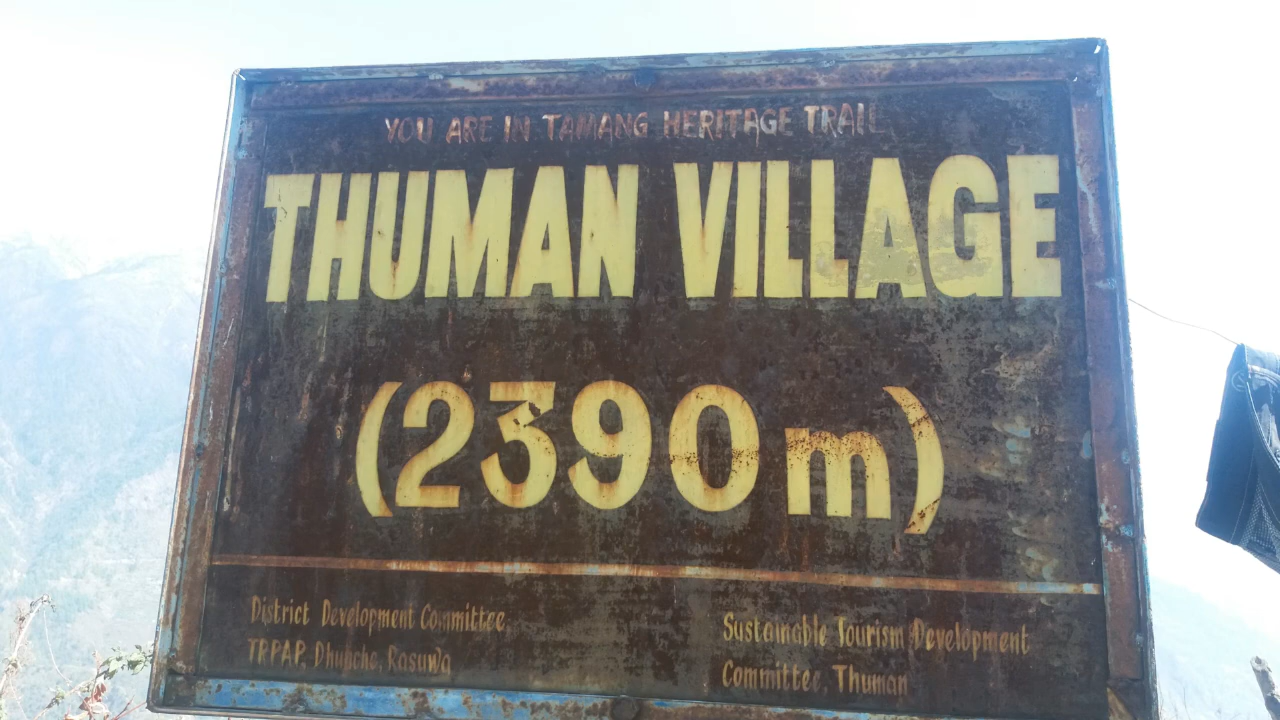 YOU ARE IN TAMANG HERITAGE TRAIL
THUMAN VILLAGE
(2390 m)
District Development Committee
TRPAP, Dhunche, Rasuwa
Sustainable Tourism Development
Committee, Thuman